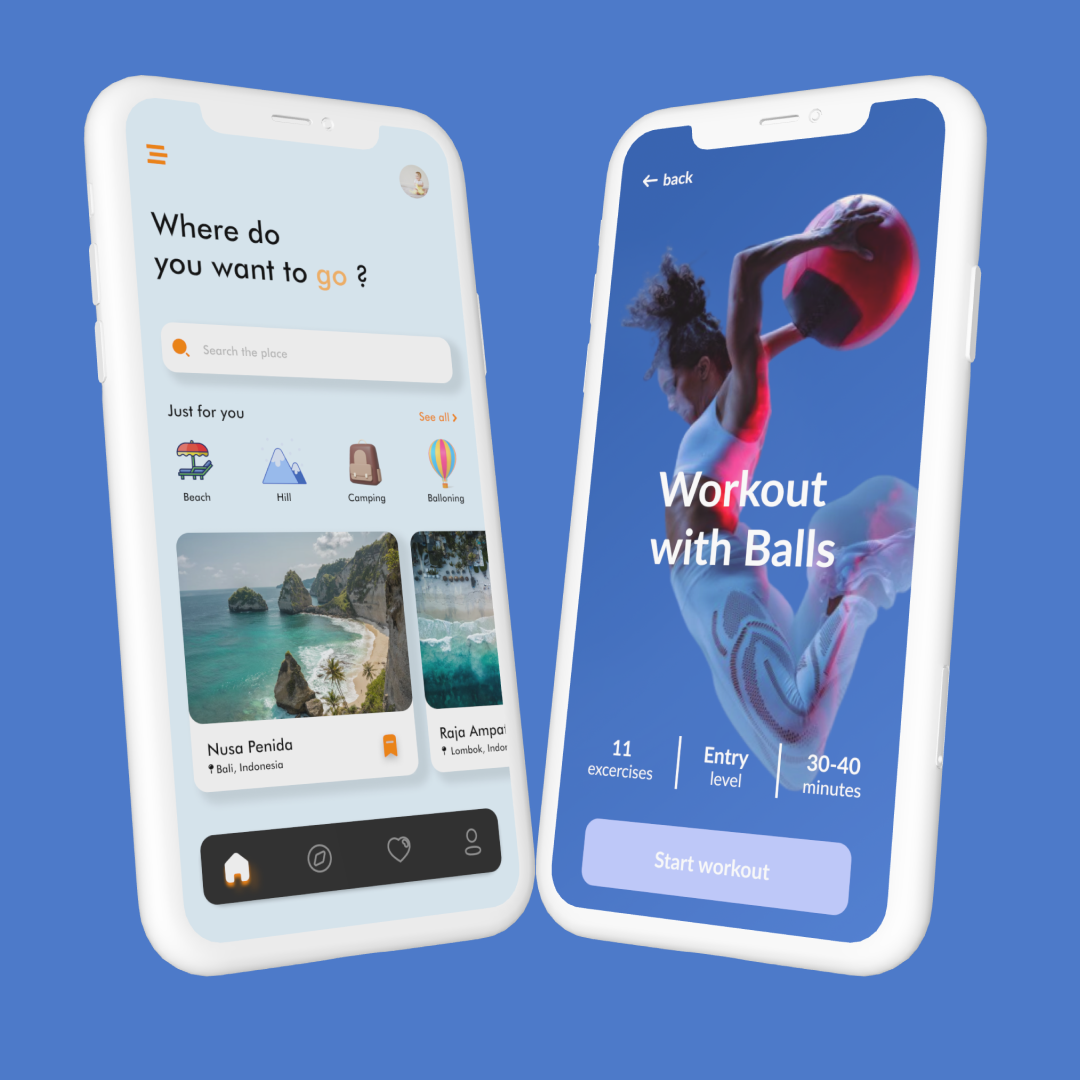 Where do
you want to go ?
Search the place
Just for you
See all
Beach
Hill
Camping
Balloning
Nusa Penida
Bali, Indonesia
Raja Ampat
Lombok, Indon
back
Workout
with Balls
11
excercises
Entry
level
30-40
minutes
Start workout